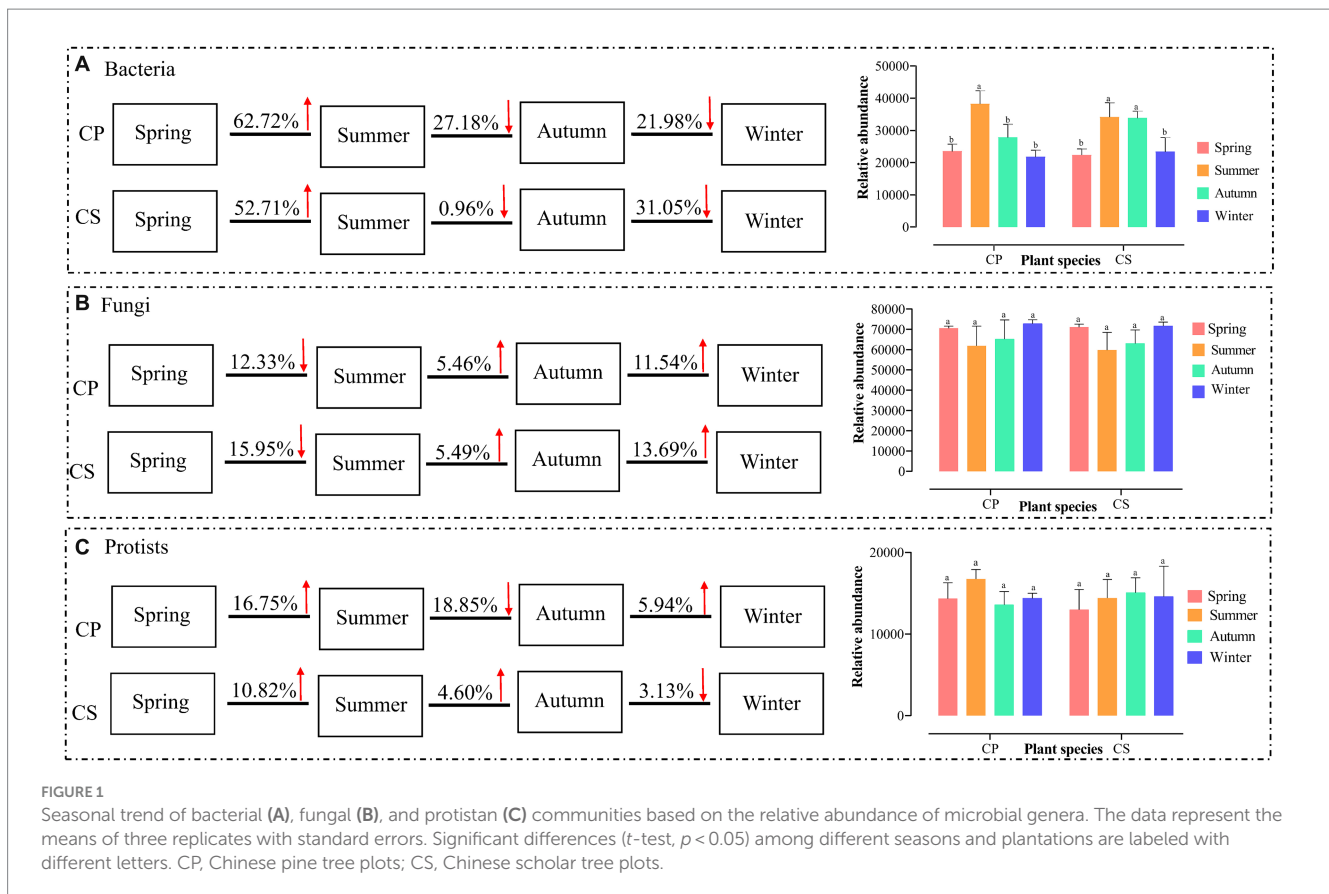 A Bacteria
CP
Spring
62.72%
Summer
27.18%
Autumn
21.98%
Winter
CS
Spring
52.71%
Summer
0.96%
Autumn
31.05%
Winter
Relative abundance
50000
40000
30000
20000
10000
0
b
a
b
b
b
a
a
b
CP
Plant species
CS
Spring
Summer
Autumn
Winter
B Fungi
CP
Spring
12.33%
Summer
5.46%
Autumn
11.54%
Winter
CS
Spring
15.95%
Summer
5.49%
Autumn
13.69%
Winter
Relative abundance
80000
70000
60000
50000
40000
30000
20000
10000
0
a
a
a
a
a
a
a
a
CP
Plant species
CS
Spring
Summer
Autumn
Winter
C Protists
CP
Spring
16.75%
Summer
18.85%
Autumn
5.94%
Winter
CS
Spring
10.82%
Summer
4.60%
Autumn
3.13%
Winter
Relative abundance
20000
10000
0
a
a
a
a
a
a
a
a
CP
Plant species
CS
Spring
Summer
Autumn
Winter
FIGURE 1
Seasonal trend of bacterial (A), fungal (B), and protistan (C) communities based on the relative abundance of microbial genera. The data represent the
means of three replicates with standard errors. Significant differences (t-test, p < 0.05) among different seasons and plantations are labeled with
different letters. CP, Chinese pine tree plots; CS, Chinese scholar tree plots.